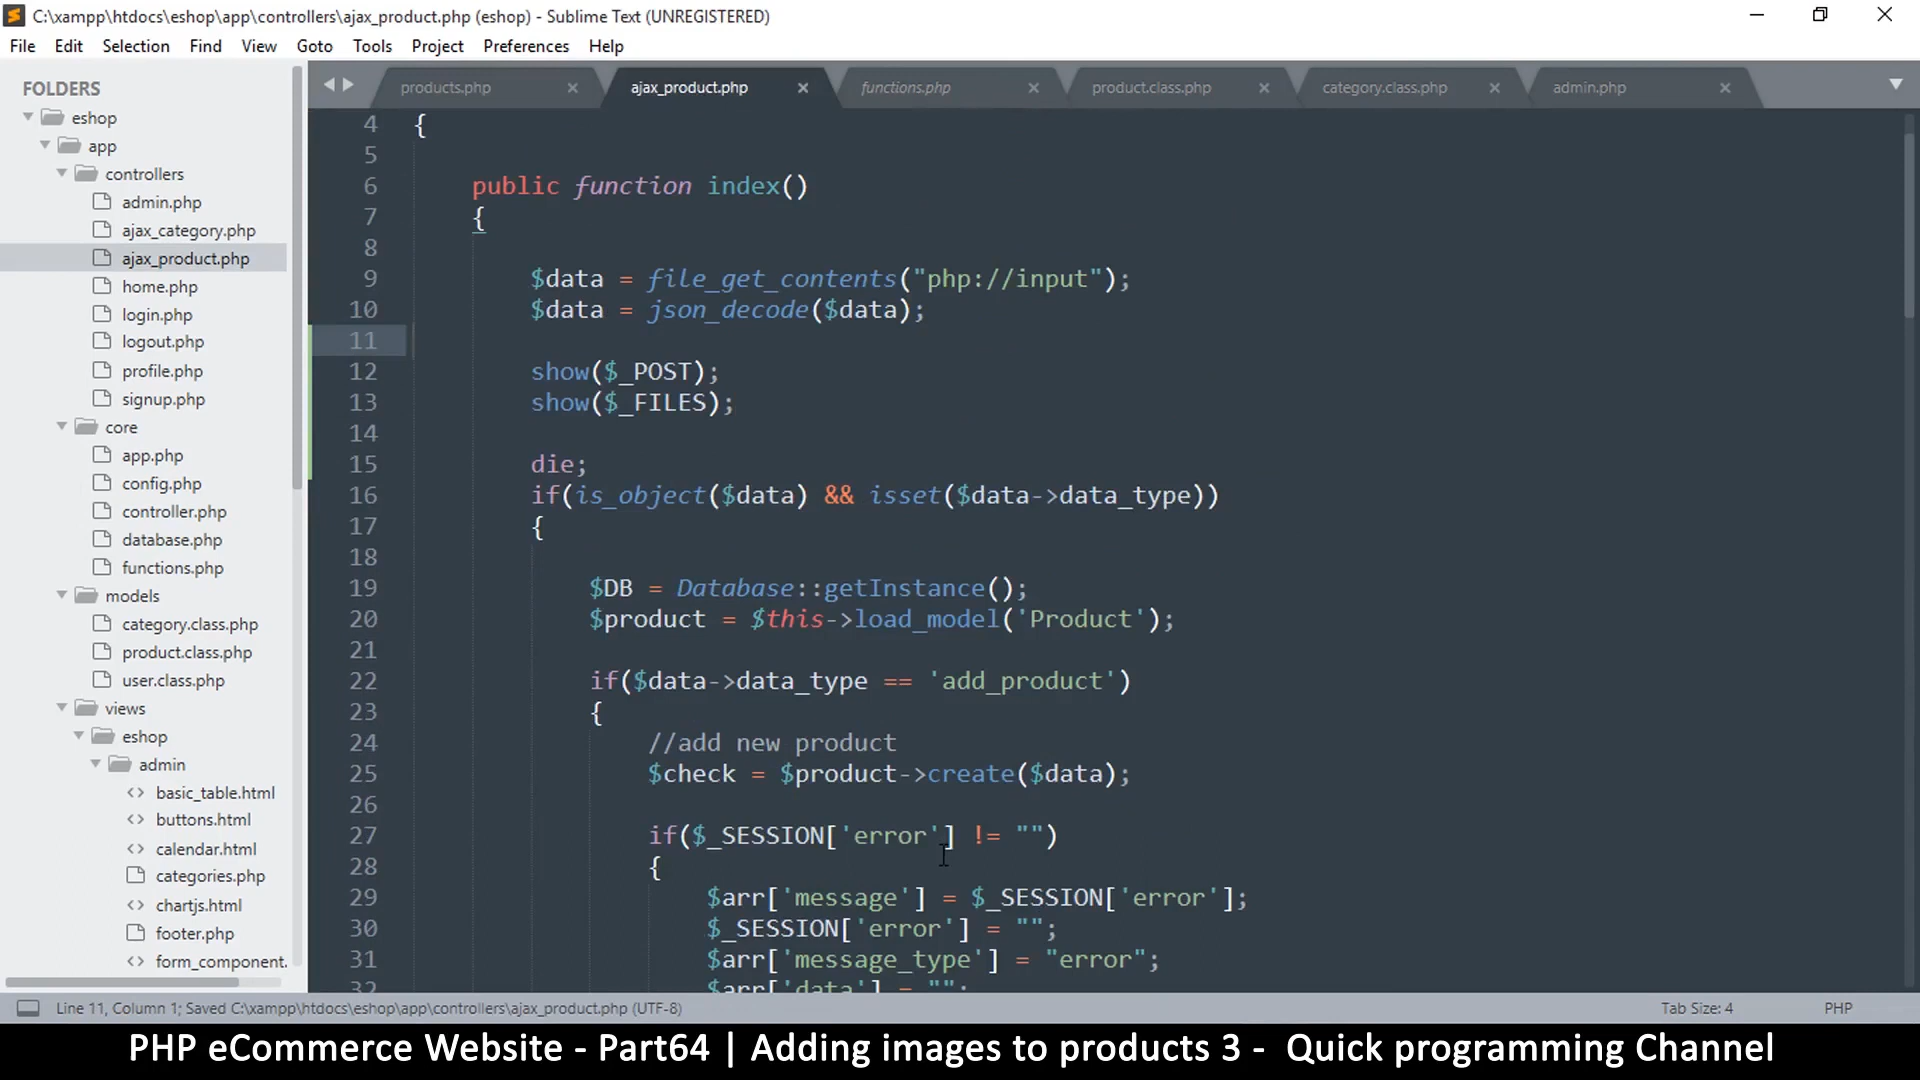 C:\xampp\htdocs\eshop\app\controllers\ajax_product.php (eshop) - Sublime Text (UNREGISTERED)
File Edit Selection Find View Goto Tools Project Preferences Help
FOLDERS
eshop
app
controllers
admin.php
ajax_category.php
ajax_product.php
home.php
login.php
logout.php
profile.php
signup.php
core
app.php
config.php
controller.php
database.php
functions.php
models
category.class.php
product.class.php
user.class.php
views
eshop
admin
basic_table.html
buttons.html
calendar.html
categories.php
chartjs.html
footer.php
form_component.
products.php ajax_product.php functions.php product.class.php category.class.php admin.php
4 {
5
6 public function index()
7 {
8
9 $data = file_get_contents("php://input");
10 $data = json_decode($data);
11
12 show($_POST);
13 show($_FILES);
14
15 die;
16 if(is_object($data) && isset($data->data_type))
17 {
18
19 $DB = Database::getInstance();
20 $product = $this->load_model('Product');
21
22 if($data->data_type == 'add_product')
23 {
24 //add new product
25 $check = $product->create($data);
26
27 if($_SESSION['error'] != "")
28 {
29 $arr['message'] = $_SESSION['error'];
30 $_SESSION['error'] = "";
31 $arr['message_type'] = "error";
32 $arr['data'] = "";
Line 11, Column 1; Saved C:\xampp\htdocs\eshop\app\controllers\ajax_product.php (UTF-8) Tab Size: 4 PHP
PHP eCommerce Website - Part64 | Adding images to products 3 - Quick programming Channel